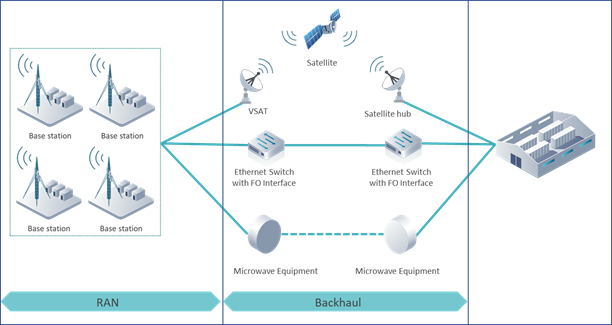 Satellite
VSAT
Satellite hub
Base station
Base station
Ethernet Switch
with FO Interface
Ethernet Switch
with FO Interface
Base station
Base station
Microwave Equipment
Microwave Equipment
RAN
Backhaul